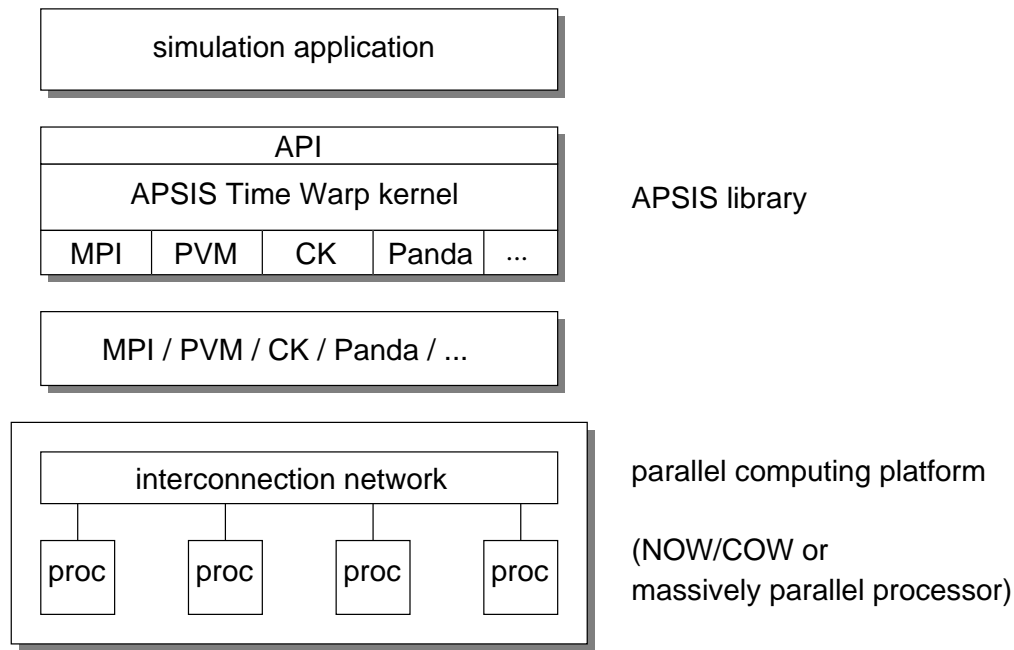 simulation application
API
APSIS Time Warp kernel
APSIS library
MPI PVM CK Panda ...
MPI / PVM / CK / Panda / ...
interconnection network
parallel computing platform
proc proc proc proc
(NOW/COW or
massively parallel processor)